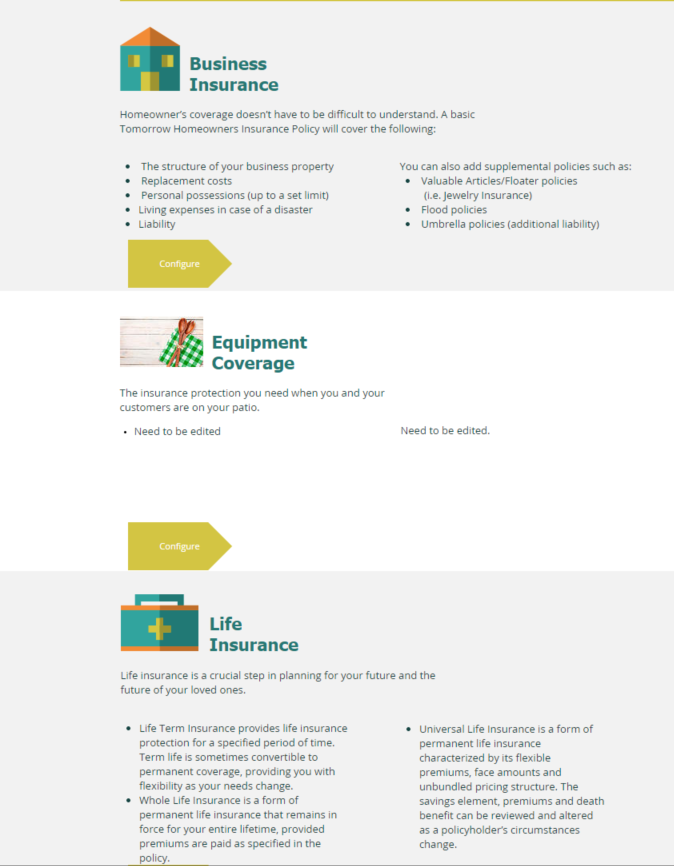 Business
Insurance
Homeowner's coverage doesn't have to be difficult to understand. A basic
Tomorrow Homeowners Insurance Policy will cover the following:
• The structure of your business property
• Replacement costs
• Personal possessions (up to a set limit)
• Living expenses in case of a disaster
• Liability
You can also add supplemental policies such as:
• Valuable Articles/Floater policies
(i.e. Jewelry Insurance)
• Flood policies
• Umbrella policies (additional liability)
Configure
Equipment
Coverage
The insurance protection you need when you and your
customers are on your patio.
• Need to be edited
Need to be edited.
Configure
Life
Insurance
Life insurance is a crucial step in planning for your future and the
future of your loved ones.
• Life Term Insurance provides life insurance
protection for a specified period of time.
Term life is sometimes convertible to
permanent coverage, providing you with
flexibility as your needs change.
• Whole Life Insurance is a form of
permanent life insurance that remains in
force for your entire lifetime, provided
premiums are paid as specified in the
policy.
• Universal Life Insurance is a form of
permanent life insurance
characterized by its flexible
premiums, face amounts and
unbundled pricing structure. The
savings element, premiums and death
benefit can be reviewed and altered
as a policyholder's circumstances
change.